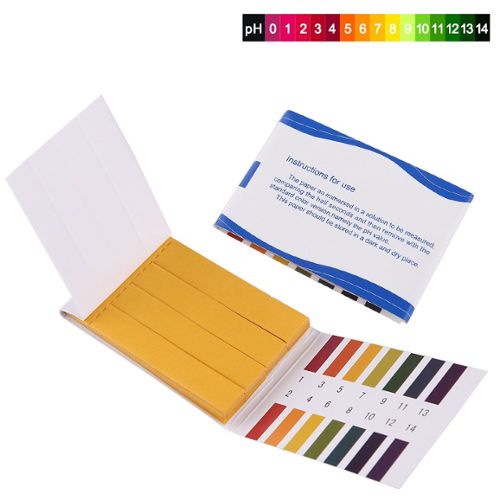 pH 0 1 2 3 4 5 6 7 8 9 10 11 12 13 14
Instructions for use
The paper an immersed in a solution to be measured.
comparing the half seconds and then remove with the
standard color version.namely the pH value.
This paper should be stored in a dark and dry place.
1 3 5 7 9 11 13
2 4 6 8 10 12 14